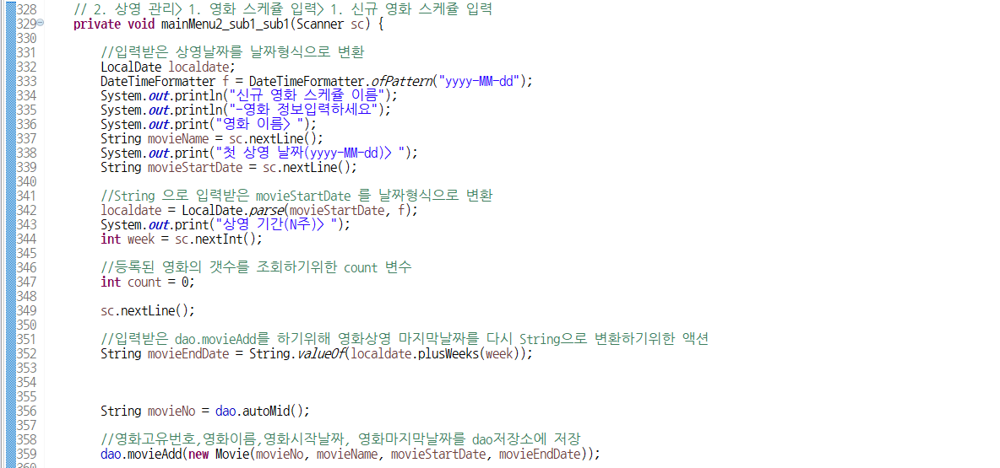 328 // 2. 상영 관리> 1. 영화 스케쥴 입력> 1. 신규 영화 스케쥴 입력
329 private void mainMenu2_sub1_sub1(Scanner sc) {
330
331 //입력받은 상영날짜를 날짜형식으로 변환
332 LocalDate localdate;
333 DateTimeFormatter f = DateTimeFormatter.ofPattern("yyyy-MM-dd");
334 System.out.println("신규 영화 스케쥴 이름");
335 System.out.println("-영화 정보입력하세요");
336 System.out.print("영화 이름> ");
337 String movieName = sc.nextLine();
338 System.out.print("첫 상영 날짜(yyyy-MM-dd)> ");
339 String movieStartDate = sc.nextLine();
340
341 //String 으로 입력받은 movieStartDate 를 날짜형식으로 변환
342 localdate = LocalDate.parse(movieStartDate, f);
343 System.out.print("상영 기간(N주)> ");
344 int week = sc.nextInt();
345
346 //등록된 영화의 갯수를 조회하기위한 count 변수
347 int count = 0;
348
349 sc.nextLine();
350
351 //입력받은 dao.movieAdd를 하기위해 영화상영 마지막날짜를 다시 String으로 변환하기위한 액션
352 String movieEndDate = String.valueOf(localdate.plusWeeks(week));
353
354
355
356 String movieNo = dao.autoMid();
357
358 //영화고유번호,영화이름,영화시작날짜, 영화마지막날짜를 dao저장소에 저장
359 dao.movieAdd(new Movie(movieNo, movieName, movieStartDate, movieEndDate));
360